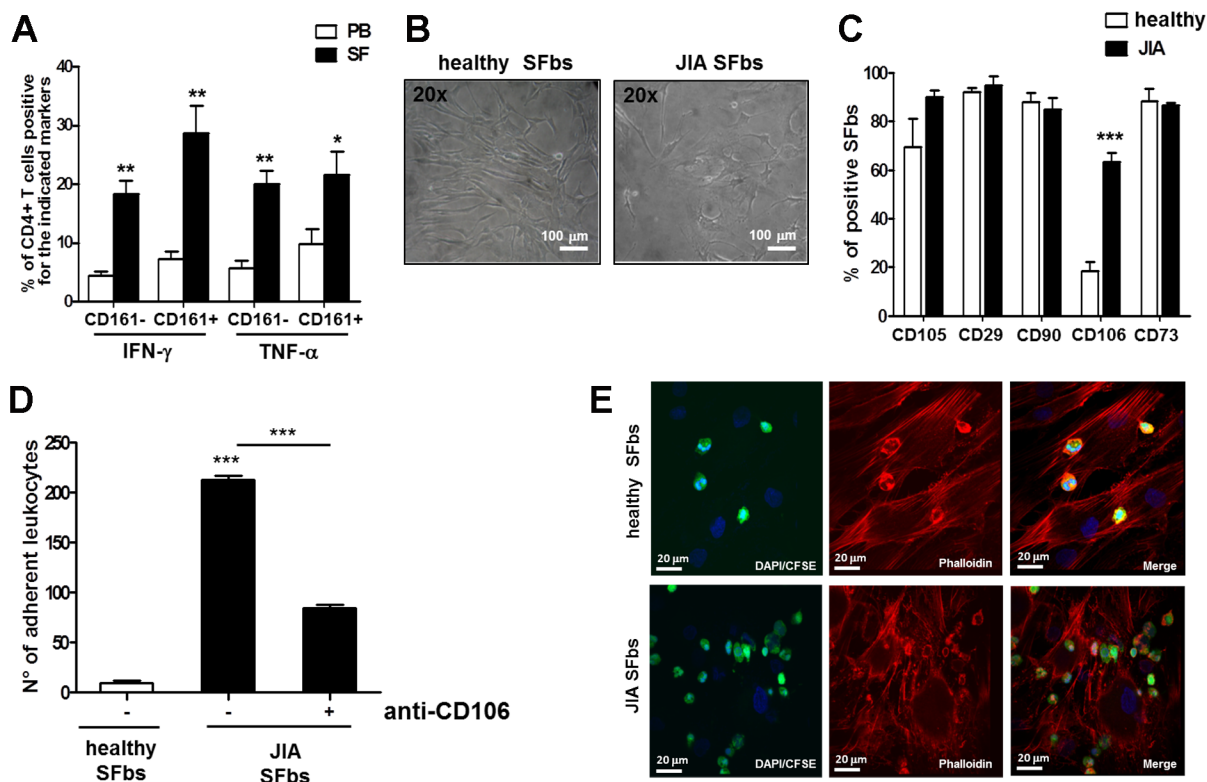 A
PB
SF
% of CD4+ T cells positive
for the indicated markers
40
30
20
10
0
** ** ** *
CD161- CD161+ CD161- CD161+
IFN-γ TNF-α
B
healthy SFbs JIA SFbs
20x 20x
100 µm 100 µm
C
healthy
JIA
% of positive SFbs
100
80
60
40
20
0
***
CD105 CD29 CD90 CD106 CD73
D
N° of adherent leukocytes
250
200
150
100
50
0
***
***
- - + anti-CD106
healthy
SFbs
JIA
SFbs
E
healthy SFbs
20 µm DAPI/CFSE 20 µm Phalloidin 20 µm Merge
JIA SFbs
20 µm DAPI/CFSE 20 µm Phalloidin 20 µm Merge